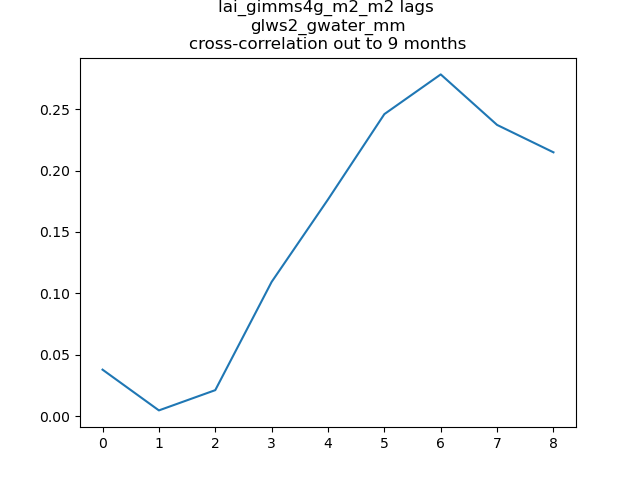 lai_gimms4g_m2_m2 lags
glws2_gwater_mm
cross-correlation out to 9 months
0.25
0.20
0.15
0.10
0.05
0.00
0 1 2 3 4 5 6 7 8